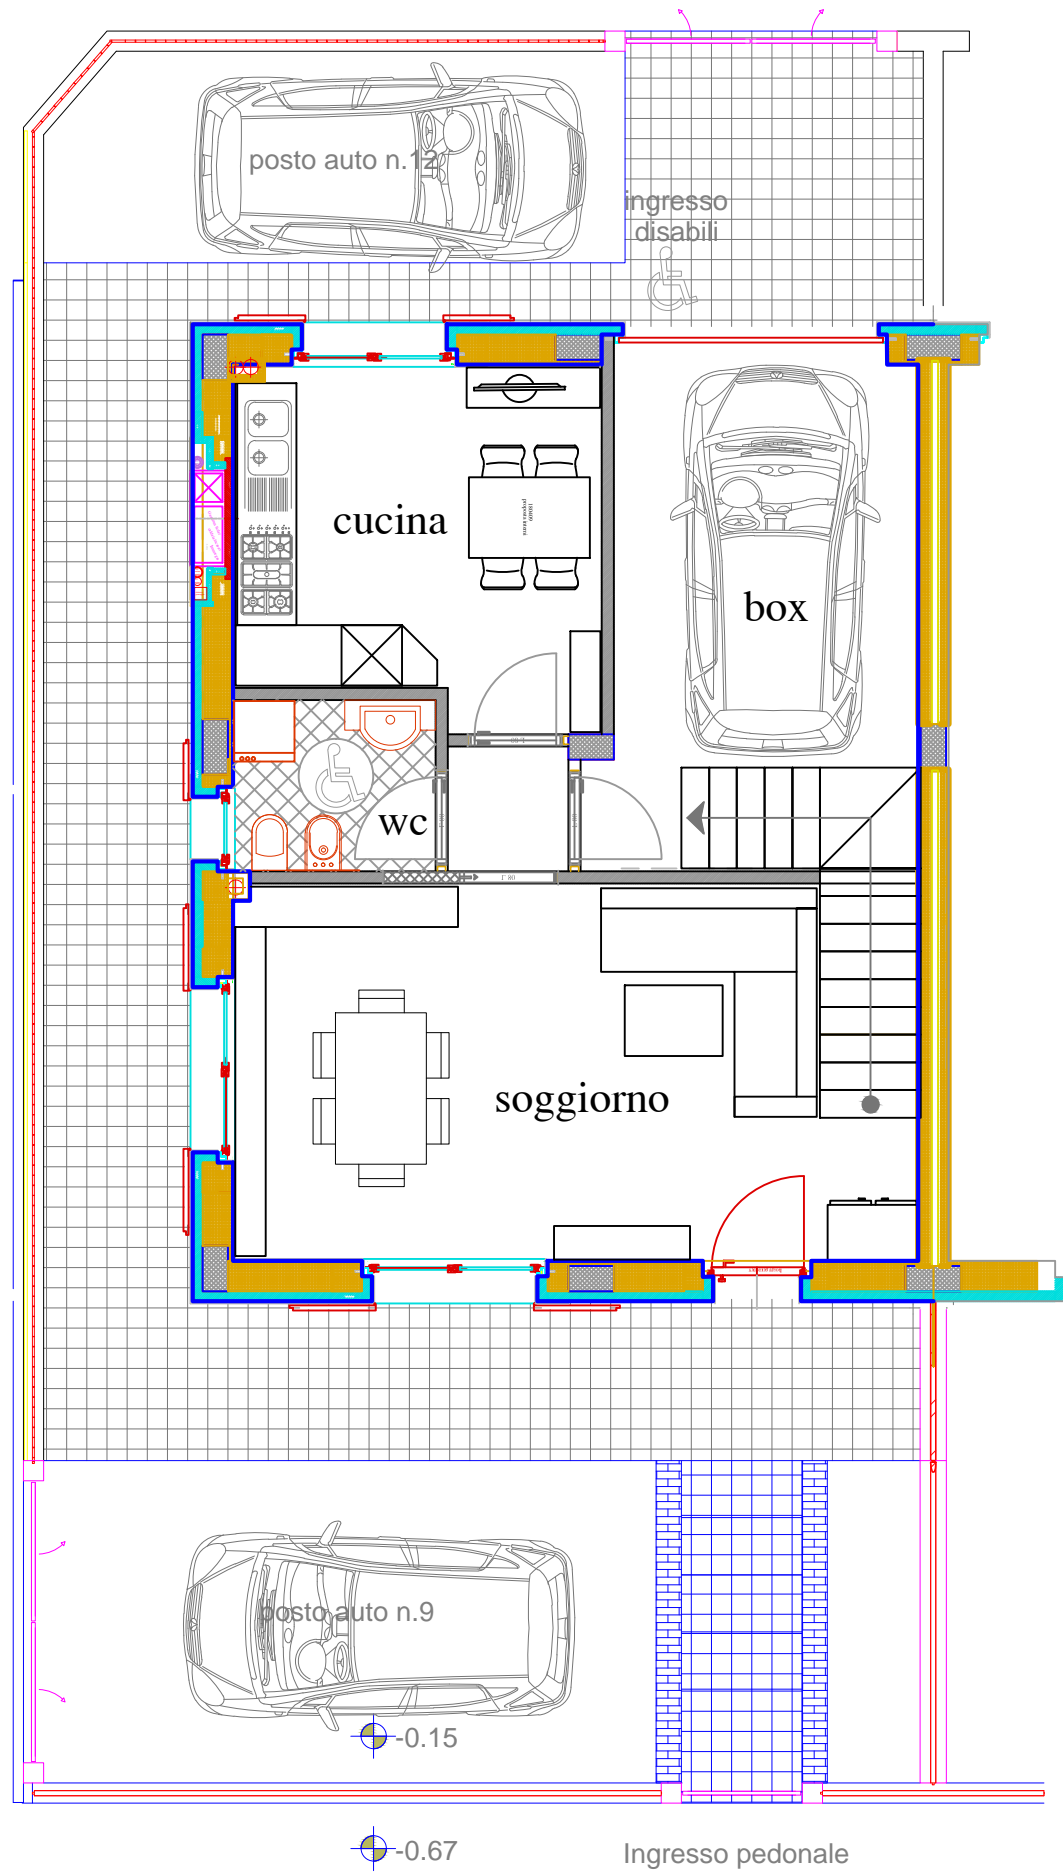 posto auto n.12
ingresso
disabili
cucina
box
wc
soggiorno
posto auto n.9
-0.15
-0.67
Ingresso pedonale